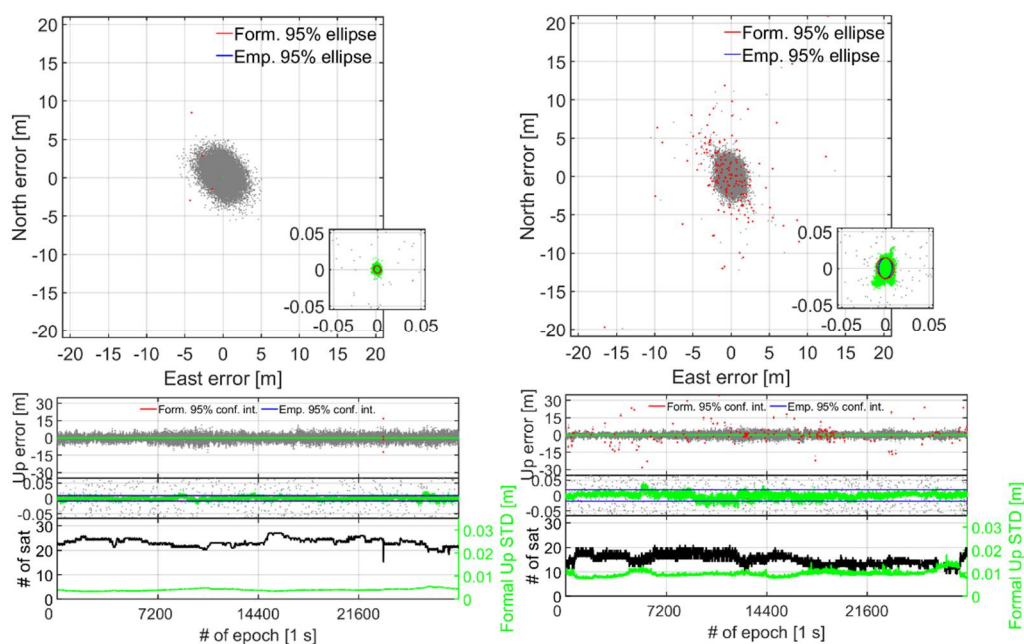 20
Form. 95% ellipse
15
Emp. 95% ellipse
10
5
0
-5
-10
-15
-20
North error [m]
0.05
0
-0.05
-0.05 0 0.05
-20 -15 -10 -5 0 5 10 15 20
East error [m]
20
Form. 95% ellipse
15
Emp. 95% ellipse
10
5
0
-5
-10
-15
-20
North error [m]
0.05
0
-0.05
0 0.05
-20 -15 -10 -5 0 5 10 15 20
East error [m]
Up error [m]
30
15
0
-15
-30
Form. 95% conf. int. Emp. 95% conf. int.
0.05
0
-0.05
# of sat
30
20
10
0
0.03
0.02
0.01
0
Formal Up STD [m]
7200 14400 21600
# of epoch [1 s]
Up error [m]
30
15
0
-15
-30
Form. 95% conf. int. Emp. 95% conf. int.
0.05
0
-0.05
# of sat
30
20
10
0
0.03
0.02
0.01
0
Formal Up STD [m]
0 7200 14400 21600
# of epoch [1 s]